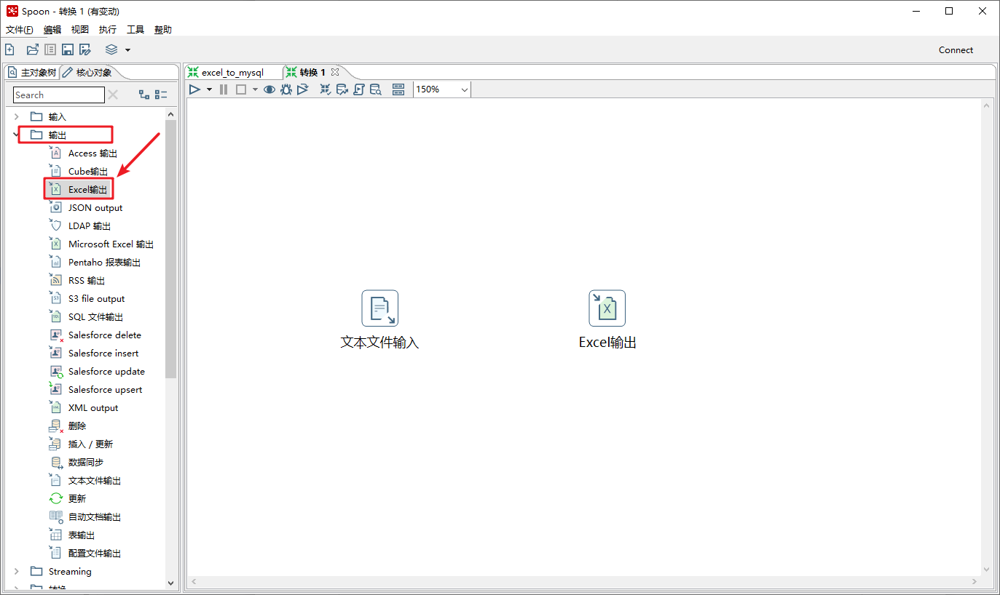 Spoon - 转换 1 (有变动)
文件(F) 编辑 视图 执行 工具 帮助
Connect
主对象树 核心对象
excel_to_mysql 转换 1
Search
150%
输入
输出
Access 输出
Cube输出
Excel输出
JSON output
LDAP 输出
Microsoft Excel 输出
Pentaho 报表输出
RSS 输出
S3 file output
SQL 文件输出
Salesforce delete
Salesforce insert
Salesforce update
Salesforce upsert
XML output
删除
插入 / 更新
数据同步
文本文件输出
更新
自动文档输出
表输出
配置文件输出
Streaming
转换
文本文件输入
Excel输出